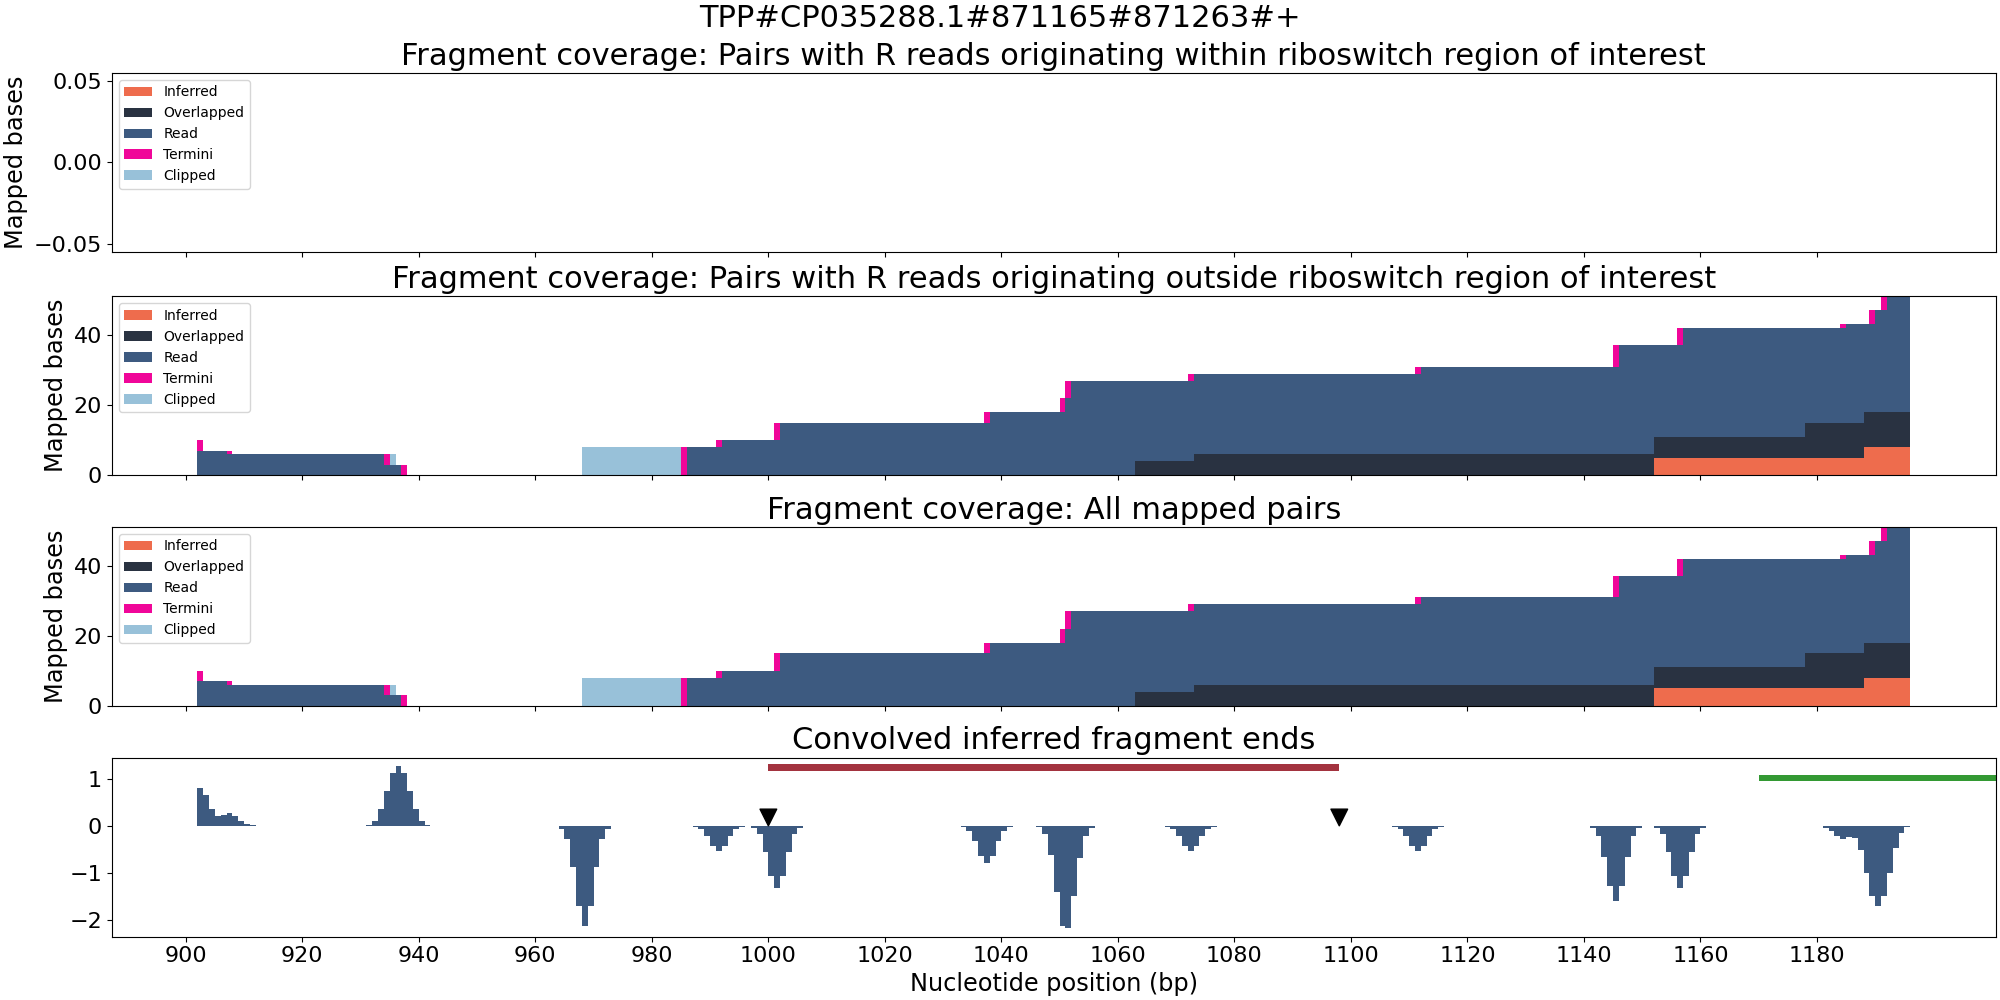 TPP#CP035288.1#871165#871263#+
Fragment coverage: Pairs with R reads originating within riboswitch region of interest
Mapped bases
0.05
0.00
−0.05
Inferred
Overlapped
Read
Termini
Clipped
Fragment coverage: Pairs with R reads originating outside riboswitch region of interest
Mapped bases
40
20
0
Inferred
Overlapped
Read
Termini
Clipped
Fragment coverage: All mapped pairs
Mapped bases
40
20
0
Inferred
Overlapped
Read
Termini
Clipped
Convolved inferred fragment ends
1
0
−1
−2
900 920 940 960 980 1000 1020 1040 1060 1080 1100 1120 1140 1160 1180
Nucleotide position (bp)